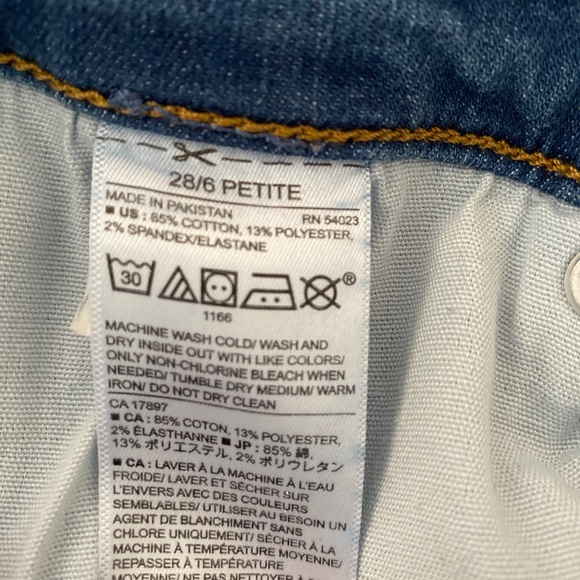 28/6 PETITE
MADE IN PAKISTAN RN 54023
■ US : 85% COTTON, 13% POLYESTER,
2% SPANDEX/ELASTANE
30 ®
1166
MACHINE WASH COLD/ WASH AND
DRY INSIDE OUT WITH LIKE COLORS/
ONLY NON-CHLORINE BLEACH WHEN
NEEDED/ TUMBLE DRY MEDIUM/ WARM
IRON/ DO NOT DRY CLEAN
CA 17897
■ CA : 85% COTON, 13% POLYESTER,
2% ÉLASTHANNE ■ JP : 85% 綿,
13% ポリエステル, 2% ポリウレタン
■ CA : LAVER À LA MACHINE À L'EAU
FROIDE/ LAVER ET SÉCHER SUR
L'ENVERS AVEC DES COULEURS
SEMBLABLES/ UTILISER AU BESOIN UN
AGENT DE BLANCHIMENT SANS
CHLORE UNIQUEMENT/ SÉCHER À LA
MACHINE À TEMPÉRATURE MOYENNE/
REPASSER À TEMPÉRATURE
MOYENNE/ NE PAS NETTOYER À